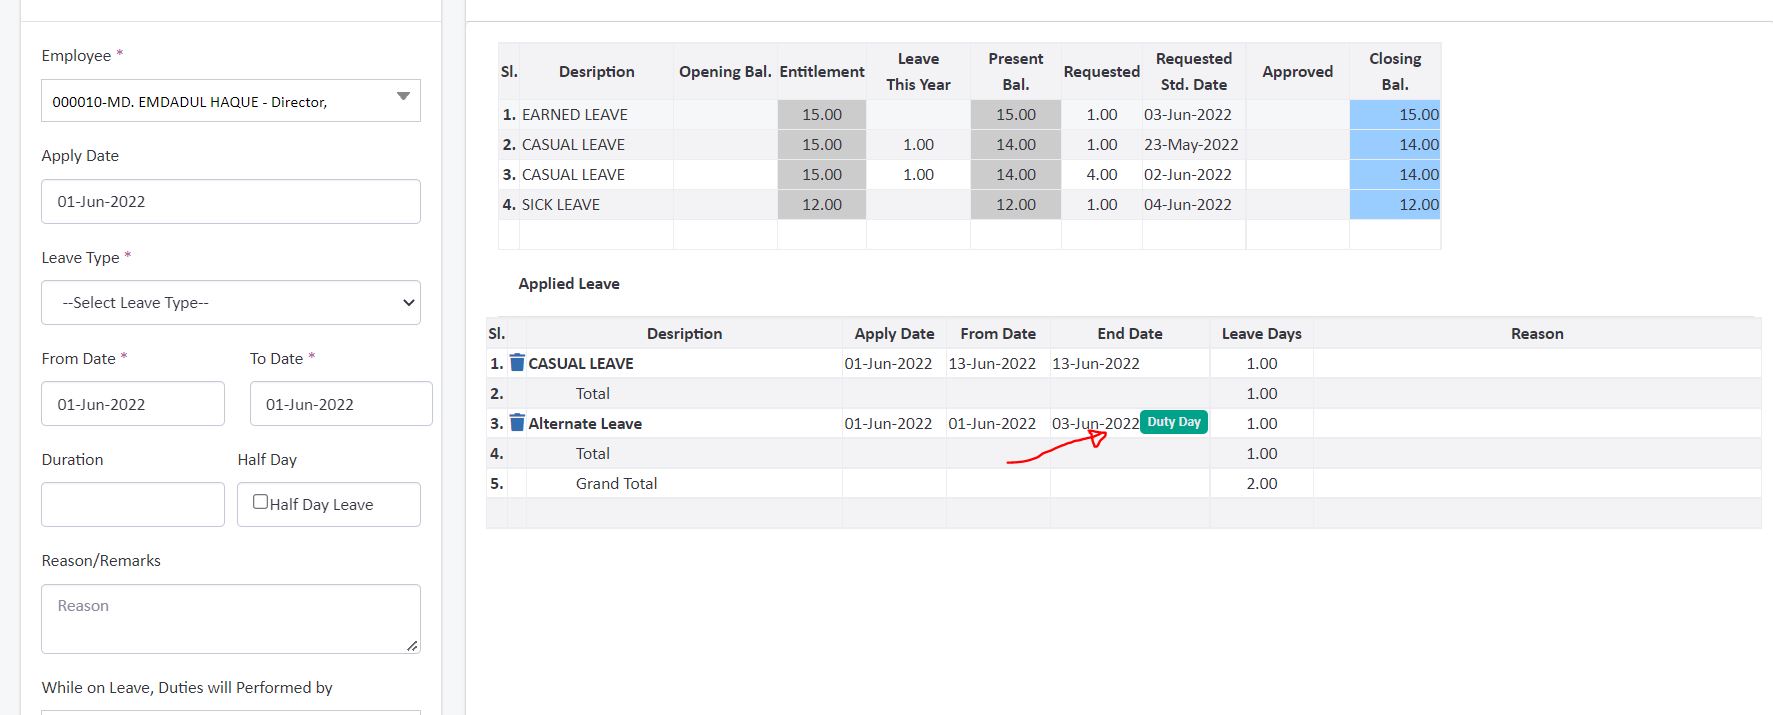 Employee *
000010-MD. EMDADUL HAQUE - Director,
Apply Date
01-Jun-2022
Leave Type *
--Select Leave Type--
From Date * To Date *
01-Jun-2022 01-Jun-2022
Duration Half Day
Half Day Leave
Reason/Remarks
Reason
While on Leave, Duties will Performed by
Sl. Desription Opening Bal. Entitlement Leave This Year Present Bal. Requested Requested Std. Date Approved Closing Bal.
1. EARNED LEAVE 15.00 15.00 1.00 03-Jun-2022 15.00
2. CASUAL LEAVE 15.00 1.00 14.00 1.00 23-May-2022 14.00
3. CASUAL LEAVE 15.00 1.00 14.00 4.00 02-Jun-2022 14.00
4. SICK LEAVE 12.00 12.00 1.00 04-Jun-2022 12.00
Applied Leave
Sl. Desription Apply Date From Date End Date Leave Days Reason
1. CASUAL LEAVE 01-Jun-2022 13-Jun-2022 13-Jun-2022 1.00
2. Total 1.00
3. Alternate Leave 01-Jun-2022 01-Jun-2022 03-Jun-2022 Duty Day 1.00
4. Total 1.00
5. Grand Total 2.00